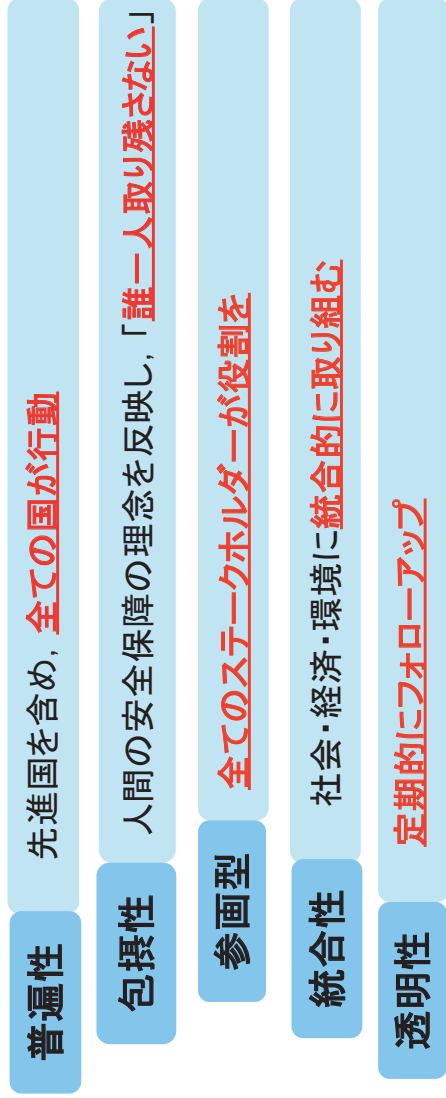 普遍性 先進国を含め，全ての国が行動
包摂性 人間の安全保障の理念を反映し，「誰一人取り残さない」
参画型 全てのステークホルダーが役割を
統合性 社会・経済・環境に統合的に取り組む
透明性 定期的にフォローアップ